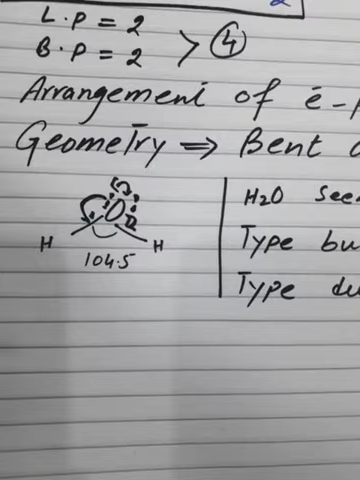 L.P = 2
B.P = 2
4
Arrangement of e-
Geometry ⇒ Bent
O
H H
104.5
H2O
Type
Type